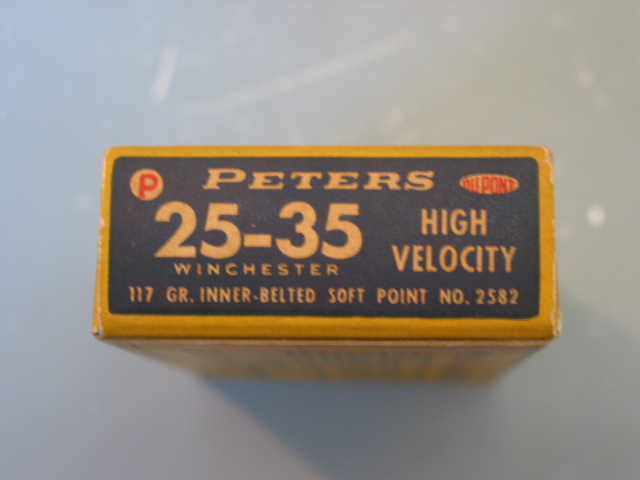 P PETERS DU PONT
25-35
WINCHESTER
HIGH
VELOCITY
117 GR. INNER-BELTED SOFT POINT NO. 2582